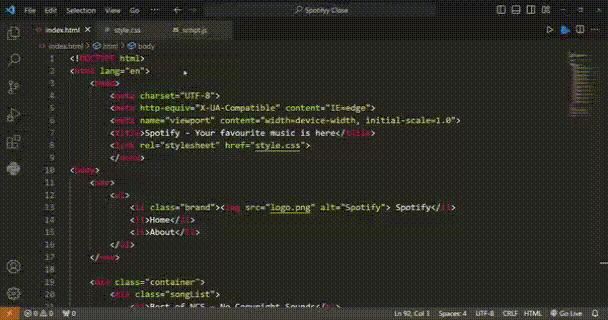 File Edit Selection View Go ... Spotifyy Clone
index.html style.css script.js
index.html > html > body
1 <!DOCTYPE html>
2 <html lang="en">
3 <head>
4 <meta charset="UTF-8">
5 <meta http-equiv="X-UA-Compatible" content="IE=edge">
6 <meta name="viewport" content="width=device-width, initial-scale=1.0">
7 <title>Spotify - Your favourite music is here</title>
8 <link rel="stylesheet" href="style.css">
9 </head>
10 <body>
11 <nav>
12 <ul>
13 <li class="brand"><img src="logo.png" alt="Spotify"> Spotify</li>
14 <li>Home</li>
15 <li>About</li>
16 </ul>
17 </nav>
18
19 <div class="container">
20 <div class="songList">
<h1>Best of NCS - No Copyright Sounds</h1>
0 0 0 Ln 92, Col 1 Spaces: 4 UTF-8 CRLF HTML Go Live